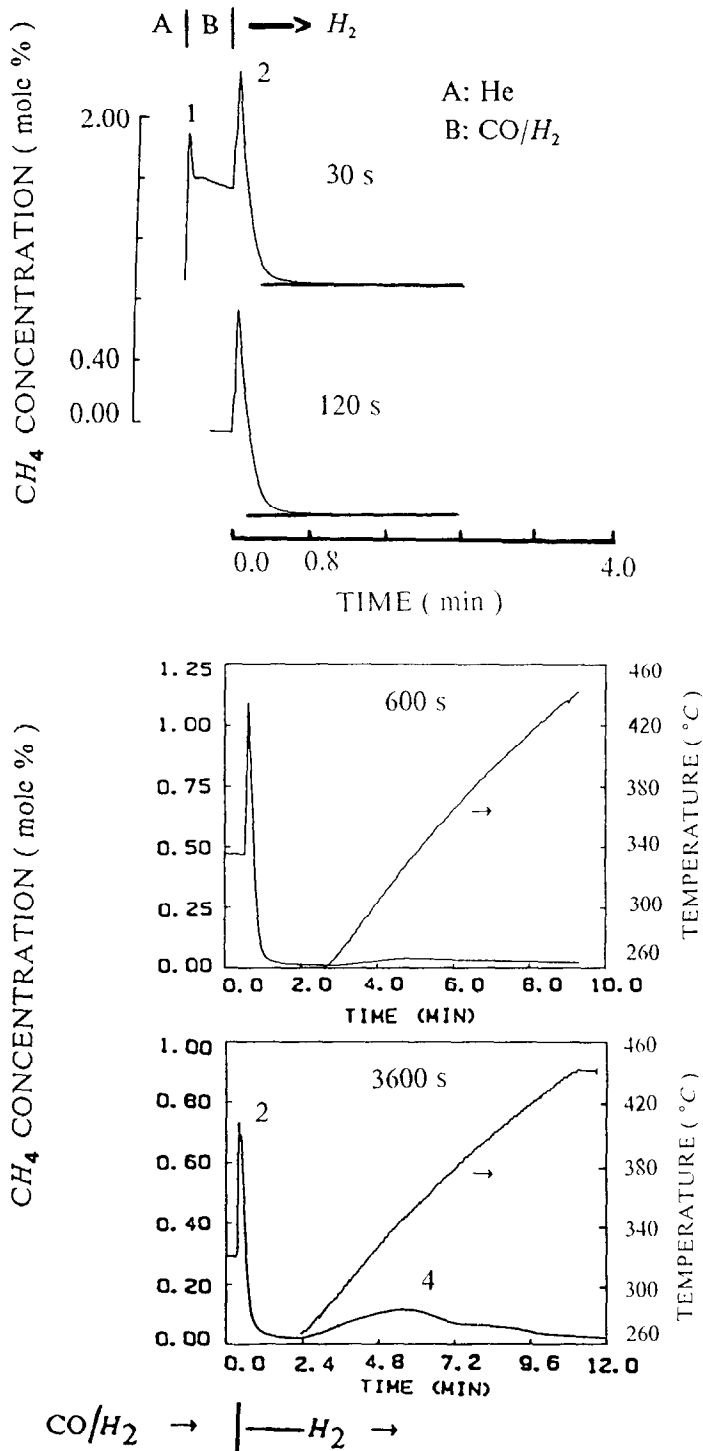 A B H2
2
1
A: He
B: CO/H2
2.00
30 s
0.40
0.00
120 s
CH4 CONCENTRATION ( mole % )
0.0 0.8 4.0
TIME ( min )
1.25
1.00
0.75
0.50
0.25
0.00
600 s
460
420
380
340
300
260
TEMPERATURE ( °C )
0.0 2.0 4.0 6.0 8.0 10.0
TIME (MIN)
CH4 CONCENTRATION ( mole % )
1.00
0.80
0.60
0.40
0.20
0.00
3600 s
2
4
460
420
380
340
300
260
TEMPERATURE ( °C )
0.0 2.4 4.8 7.2 9.6 12.0
TIME (MIN)
CO/H2 → H2 →